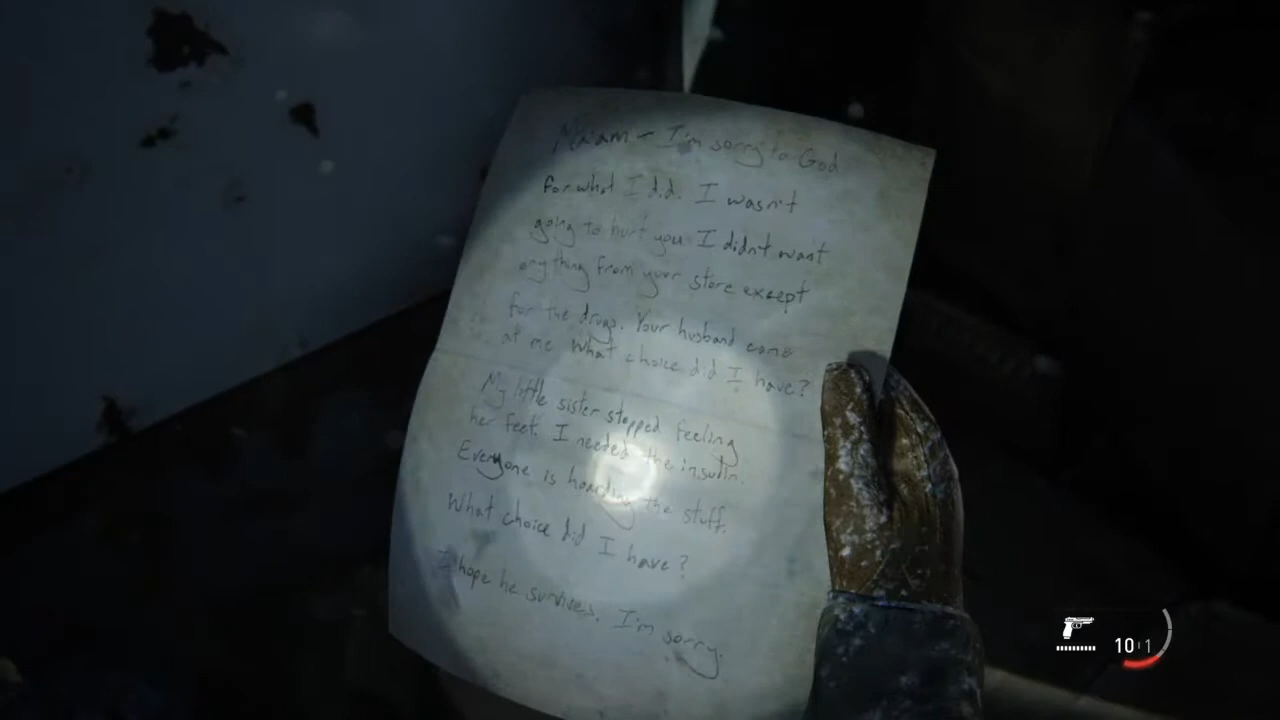 Ma'am - I'm sorry to God
for what I did. I wasn't
going to hurt you. I didn't want
anything from your store except
for the drugs. Your husband came
at me. What choice did I have?
My little sister stopped feeling
her feet. I needed the insulin.
Everyone is hoarding the stuff.
What choice did I have?
I hope he survives. I'm sorry.
10 1